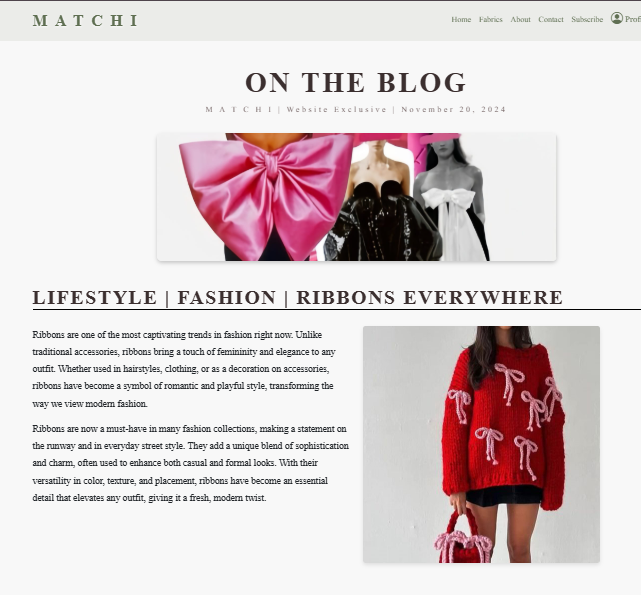 MATCHI
Home Fabrics About Contact Subscribe
ON THE BLOG
M A T C H I | Website Exclusive | November 20, 2024
LIFESTYLE | FASHION | RIBBONS EVERYWHERE
Ribbons are one of the most captivating trends in fashion right now. Unlike
traditional accessories, ribbons bring a touch of femininity and elegance to any
outfit. Whether used in hairstyles, clothing, or as a decoration on accessories,
ribbons have become a symbol of romantic and playful style, transforming the
way we view modern fashion.
Ribbons are now a must-have in many fashion collections, making a statement on
the runway and in everyday street style. They add a unique blend of sophistication
and charm, often used to enhance both casual and formal looks. With their
versatility in color, texture, and placement, ribbons have become an essential
detail that elevates any outfit, giving it a fresh, modern twist.